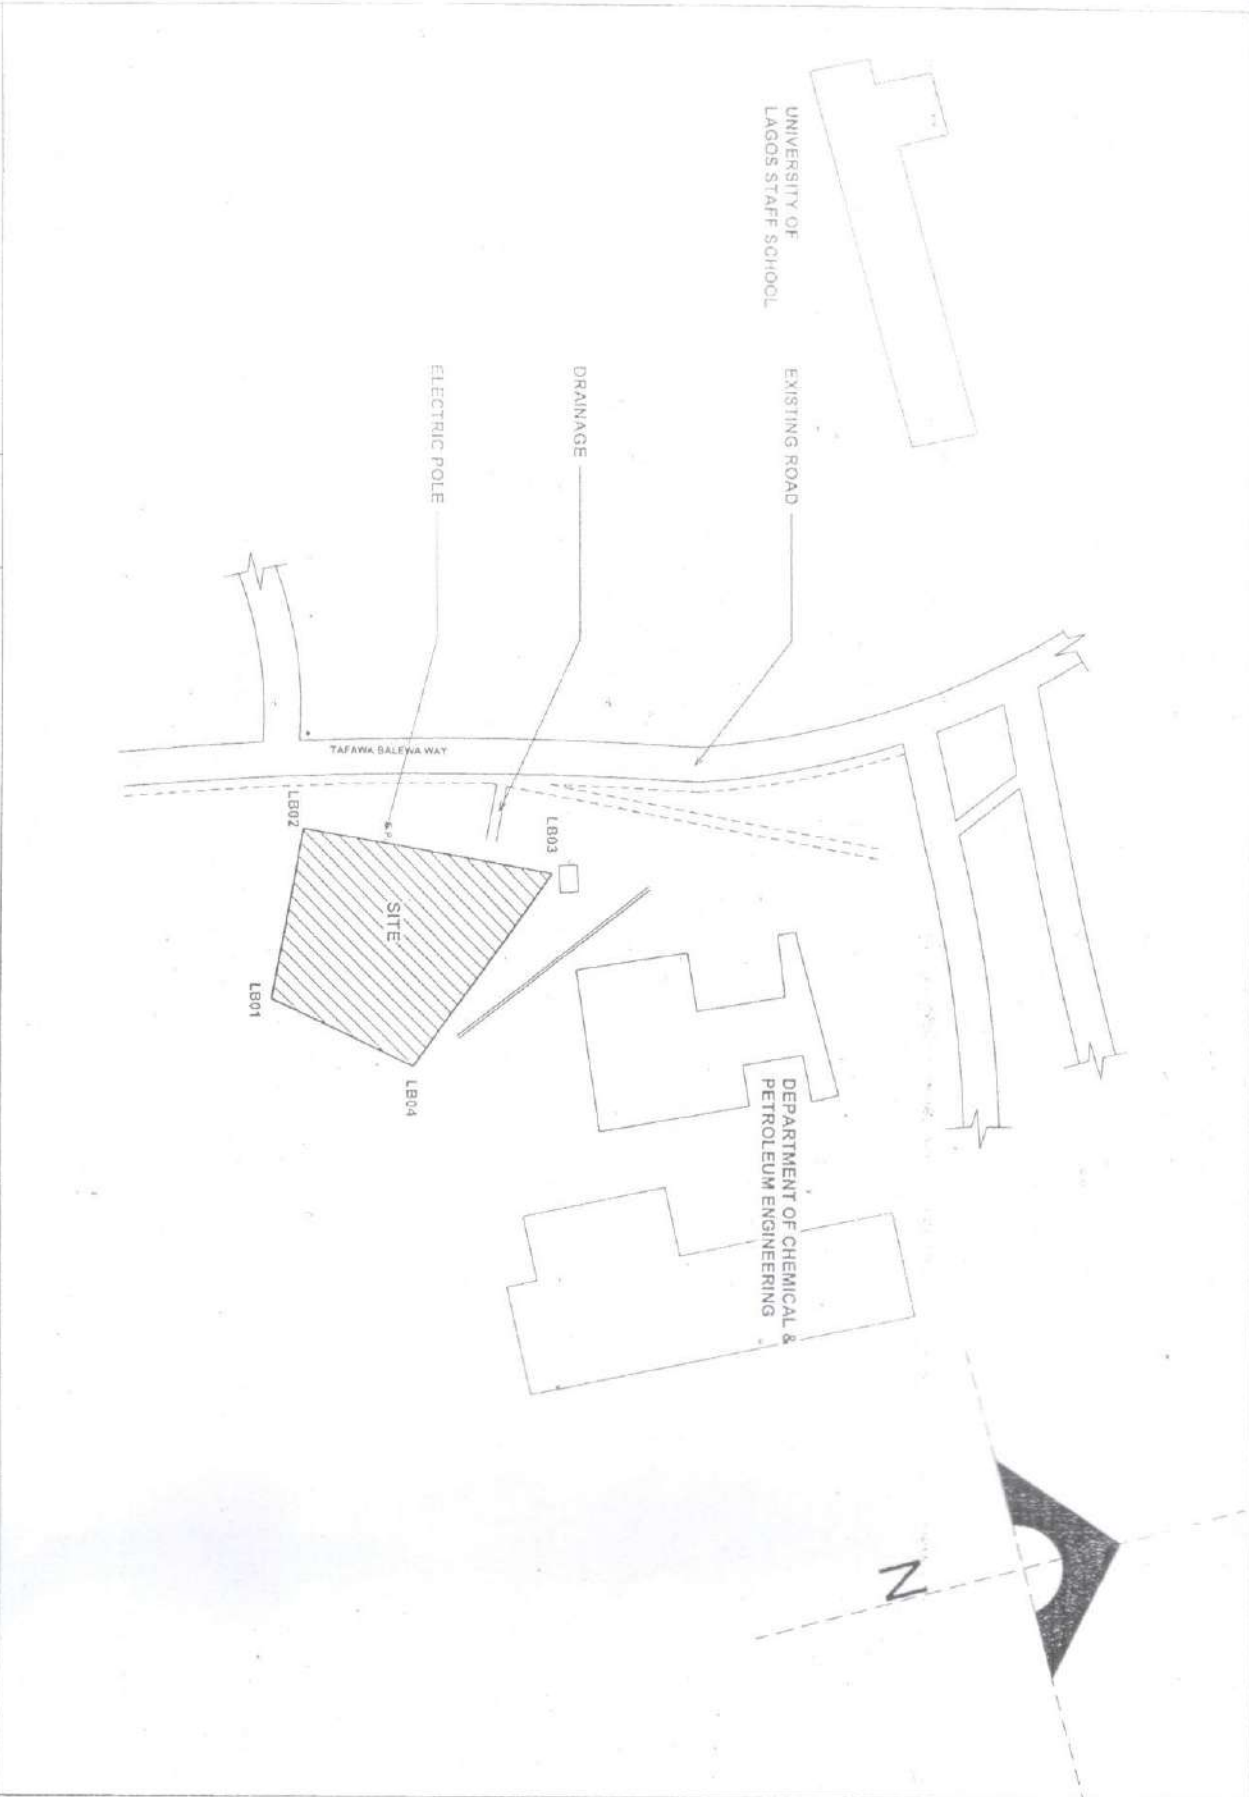 UNIVERSITY OF
LAGOS STAFF SCHOOL
EXISTING ROAD
DRAINAGE
ELECTRIC POLE
TAFAWA BALEWA WAY
LB02
E.P
LB03
SITE
LB01
LB04
DEPARTMENT OF CHEMICAL &
PETROLEUM ENGINEERING
N